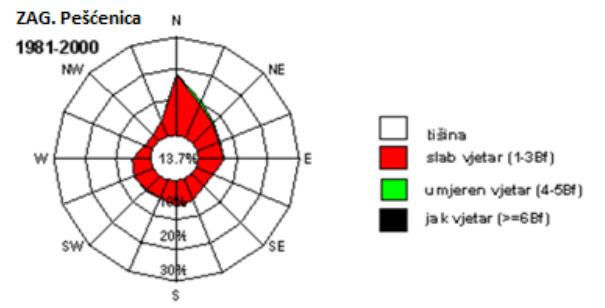 ZAG. Pešćenica
1981-2000
N
NW
NE
W
13.7%
E
10%
20%
30%
SW
SE
S
tišina
slab vjetar (1-3Bf)
umjeren vjetar (4-5Bf)
jak vjetar (>=6Bf)